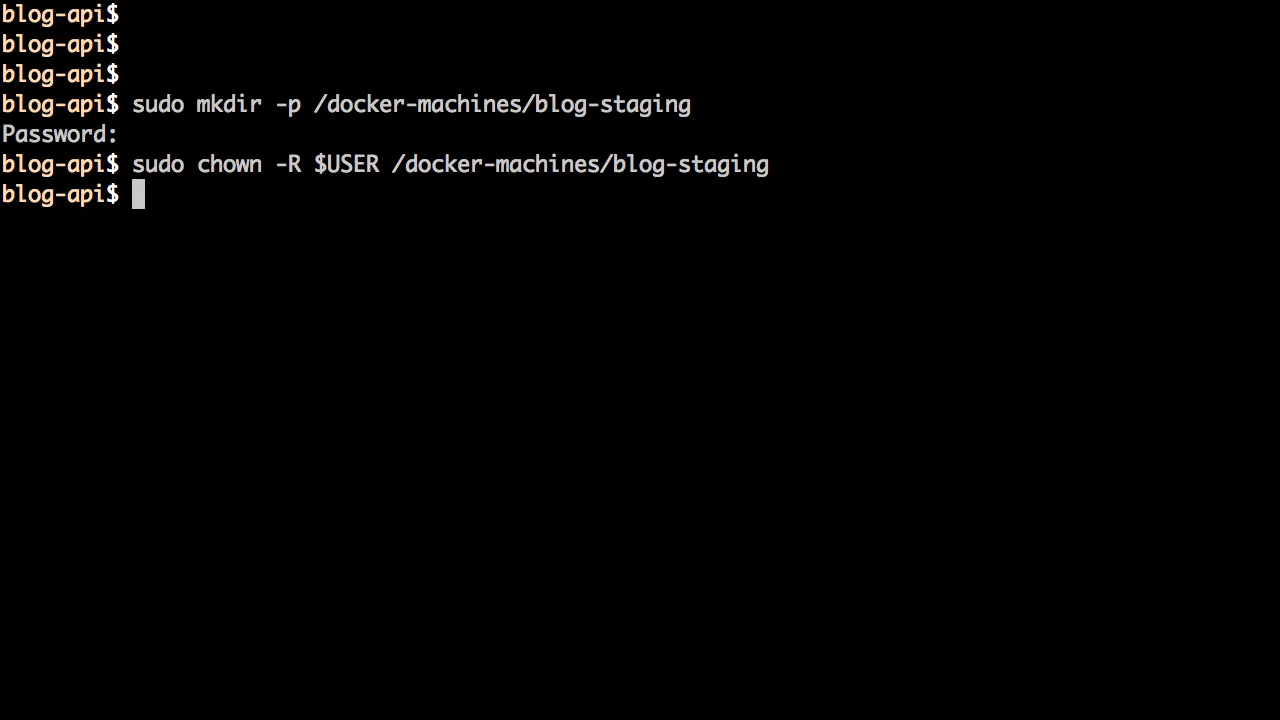 blog-api$
blog-api$
blog-api$
blog-api$ sudo mkdir -p /docker-machines/blog-staging
Password:
blog-api$ sudo chown -R $USER /docker-machines/blog-staging
blog-api$